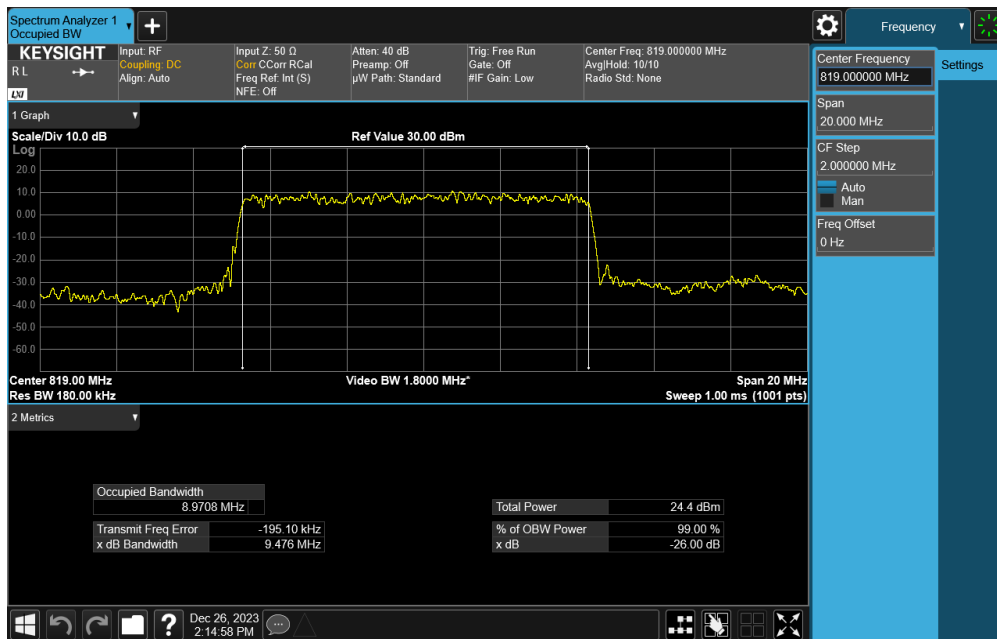 Spectrum Analyzer 1
Occupied BW
Frequency
KEYSIGHT
R L
LXI
Input: RF
Coupling: DC
Align: Auto
Input Z: 50 Ω
Corr CCorr RCal
Freq Ref: Int (S)
NFE: Off
Atten: 40 dB
Preamp: Off
µW Path: Standard
Trig: Free Run
Gate: Off
#IF Gain: Low
Center Freq: 819.000000 MHz
Avg|Hold: 10/10
Radio Std: None
Center Frequency
819.000000 MHz
Settings
Span
20.000 MHz
CF Step
2.000000 MHz
Auto
Man
Freq Offset
0 Hz
1 Graph
Scale/Div 10.0 dB
Ref Value 30.00 dBm
Log
20.0
10.0
0.00
-10.0
-20.0
-30.0
-40.0
-50.0
-60.0
Center 819.00 MHz
Video BW 1.8000 MHz*
Span 20 MHz
Res BW 180.00 kHz
Sweep 1.00 ms (1001 pts)
2 Metrics
Occupied Bandwidth
8.9708 MHz
Total Power 24.4 dBm
Transmit Freq Error -195.10 kHz
% of OBW Power 99.00 %
x dB Bandwidth 9.476 MHz
x dB -26.00 dB
?
Dec 26, 2023
2:14:58 PM